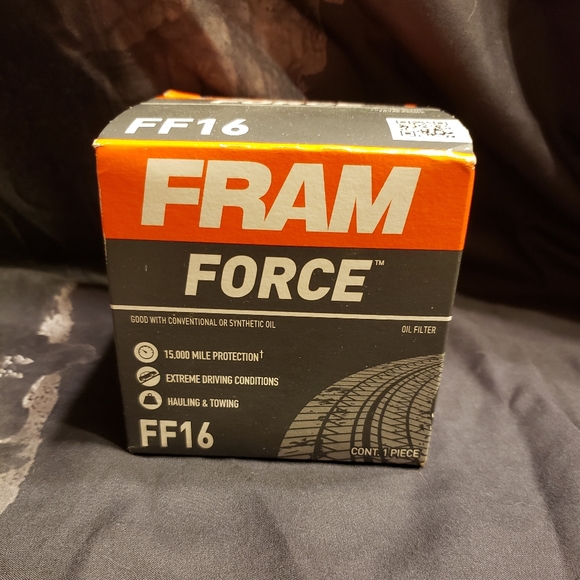 FORCE
FF16
FRAM
FORCE™
GOOD WITH CONVENTIONAL OR SYNTHETIC OIL
OIL FILTER
15,000 MILE PROTECTION†
EXTREME DRIVING CONDITIONS
HAULING & TOWING
FF16
CONT. 1 PIECE